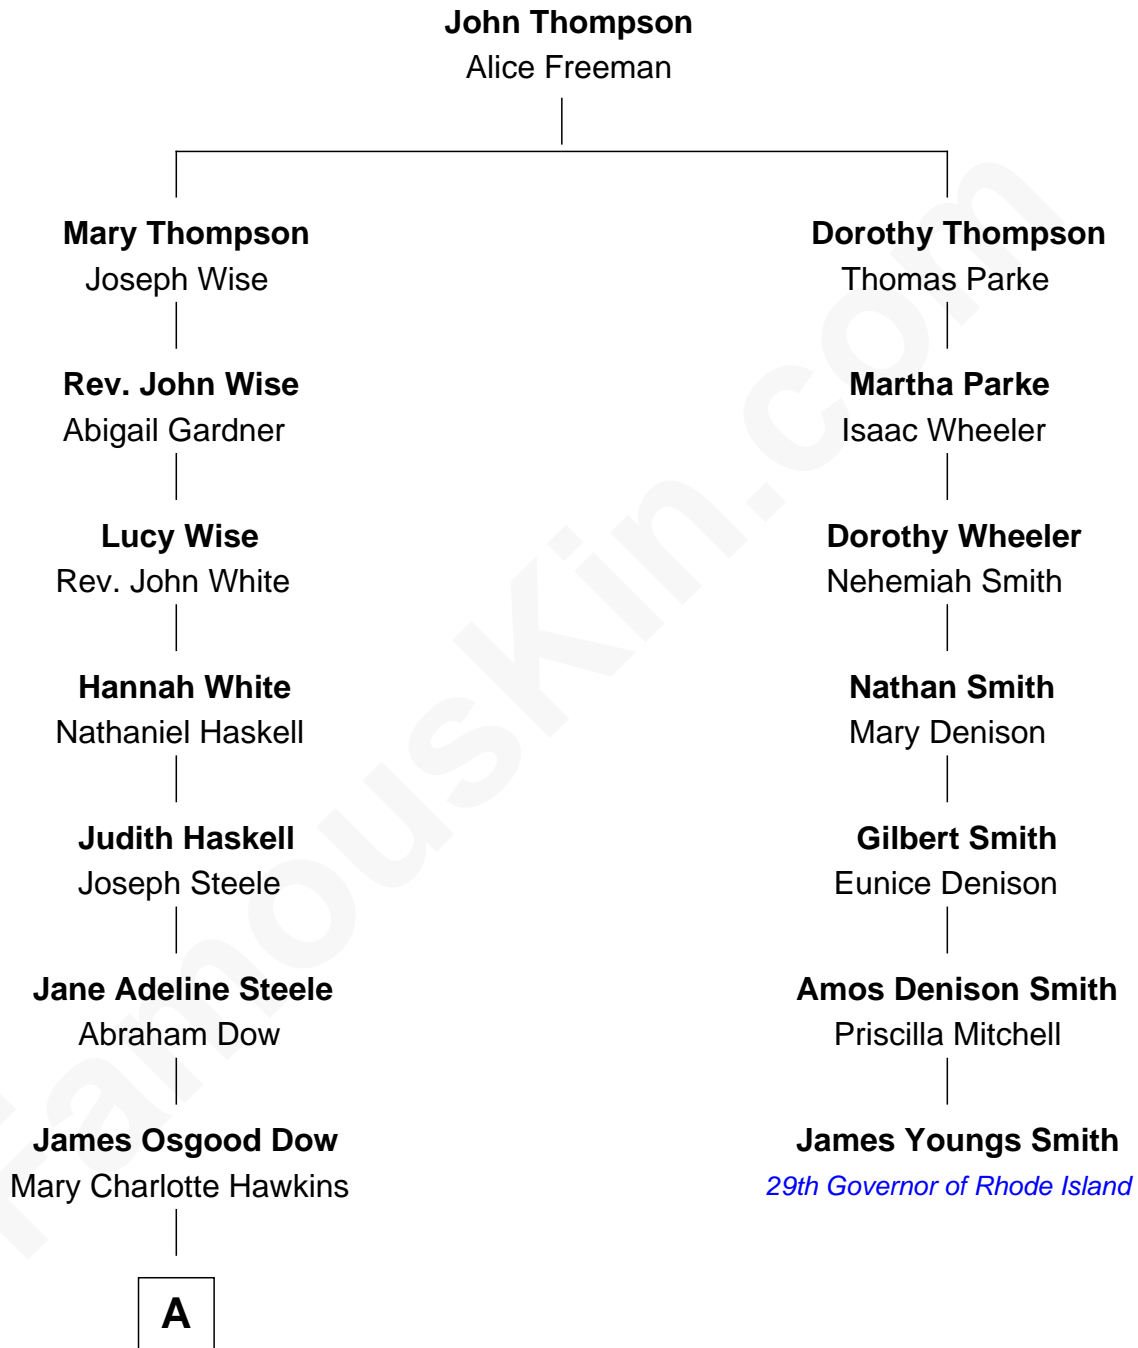 John Thompson
Alice Freeman
Mary Thompson
Joseph Wise
Dorothy Thompson
Thomas Parke
Rev. John Wise
Abigail Gardner
Martha Parke
Isaac Wheeler
Lucy Wise
Rev. John White
Dorothy Wheeler
Nehemiah Smith
Hannah White
Nathaniel Haskell
Nathan Smith
Mary Denison
Judith Haskell
Joseph Steele
Gilbert Smith
Eunice Denison
Jane Adeline Steele
Abraham Dow
Amos Denison Smith
Priscilla Mitchell
James Osgood Dow
Mary Charlotte Hawkins
James Youngs Smith
29th Governor of Rhode Island
A
FamousKin.com